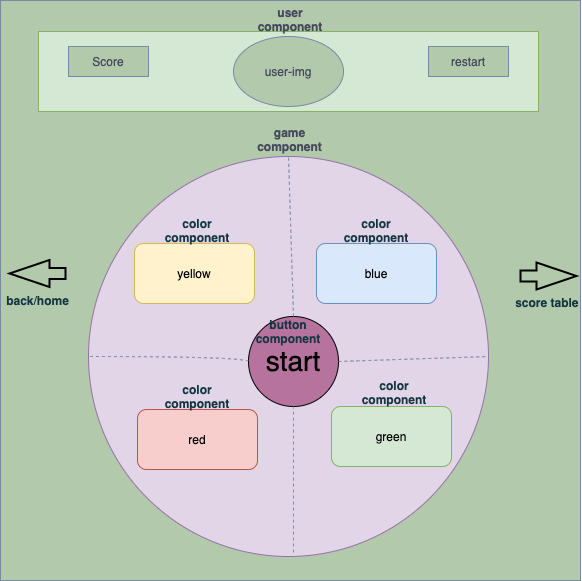 user
component
Score
user-img
restart
game
component
color
component
yellow
color
component
blue
back/home
score table
button
component
start
color
component
red
color
component
green